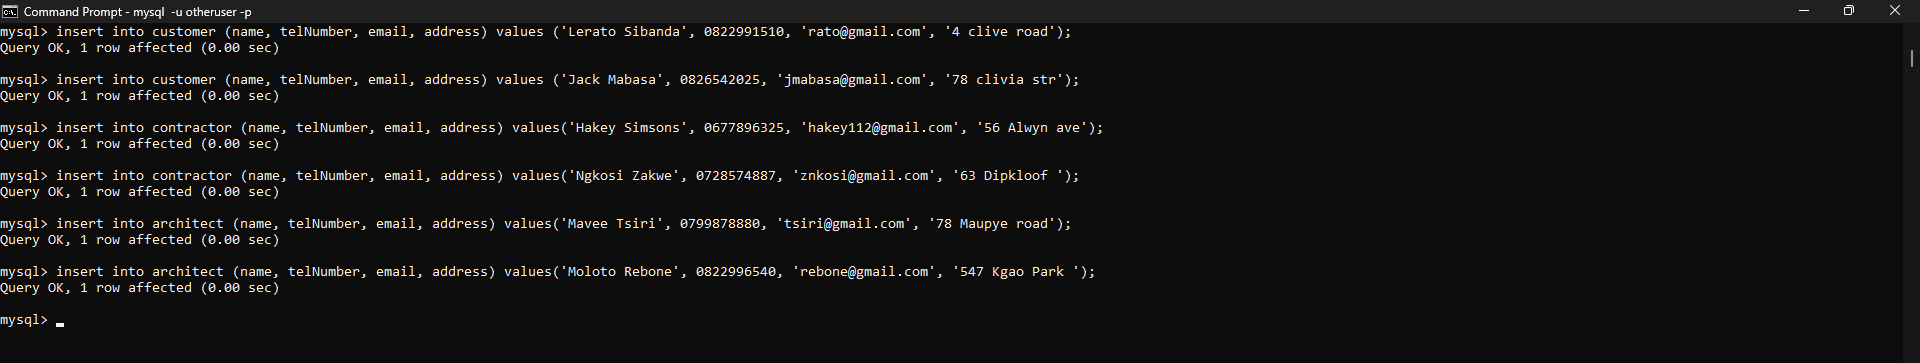 Command Prompt - mysql  -u otheruser -p
mysql> insert into customer (name, telNumber, email, address) values ('Lerato Sibanda', 0822991510, 'rato@gmail.com', '4 clive road');
Query OK, 1 row affected (0.00 sec)
mysql> insert into customer (name, telNumber, email, address) values ('Jack Mabasa', 0826542025, 'jmabasa@gmail.com', '78 clivia str');
Query OK, 1 row affected (0.00 sec)
mysql> insert into contractor (name, telNumber, email, address) values('Hakey Simsons', 0677896325, 'hakey112@gmail.com', '56 Alwyn ave');
Query OK, 1 row affected (0.00 sec)
mysql> insert into contractor (name, telNumber, email, address) values('Ngkosi Zakwe', 0728574887, 'znkosi@gmail.com', '63 Dipkloof ');
Query OK, 1 row affected (0.00 sec)
mysql> insert into architect (name, telNumber, email, address) values('Mavee Tsiri', 0799878880, 'tsiri@gmail.com', '78 Maupye road');
Query OK, 1 row affected (0.00 sec)
mysql> insert into architect (name, telNumber, email, address) values('Moloto Rebone', 0822996540, 'rebone@gmail.com', '547 Kgao Park ');
Query OK, 1 row affected (0.00 sec)
mysql>